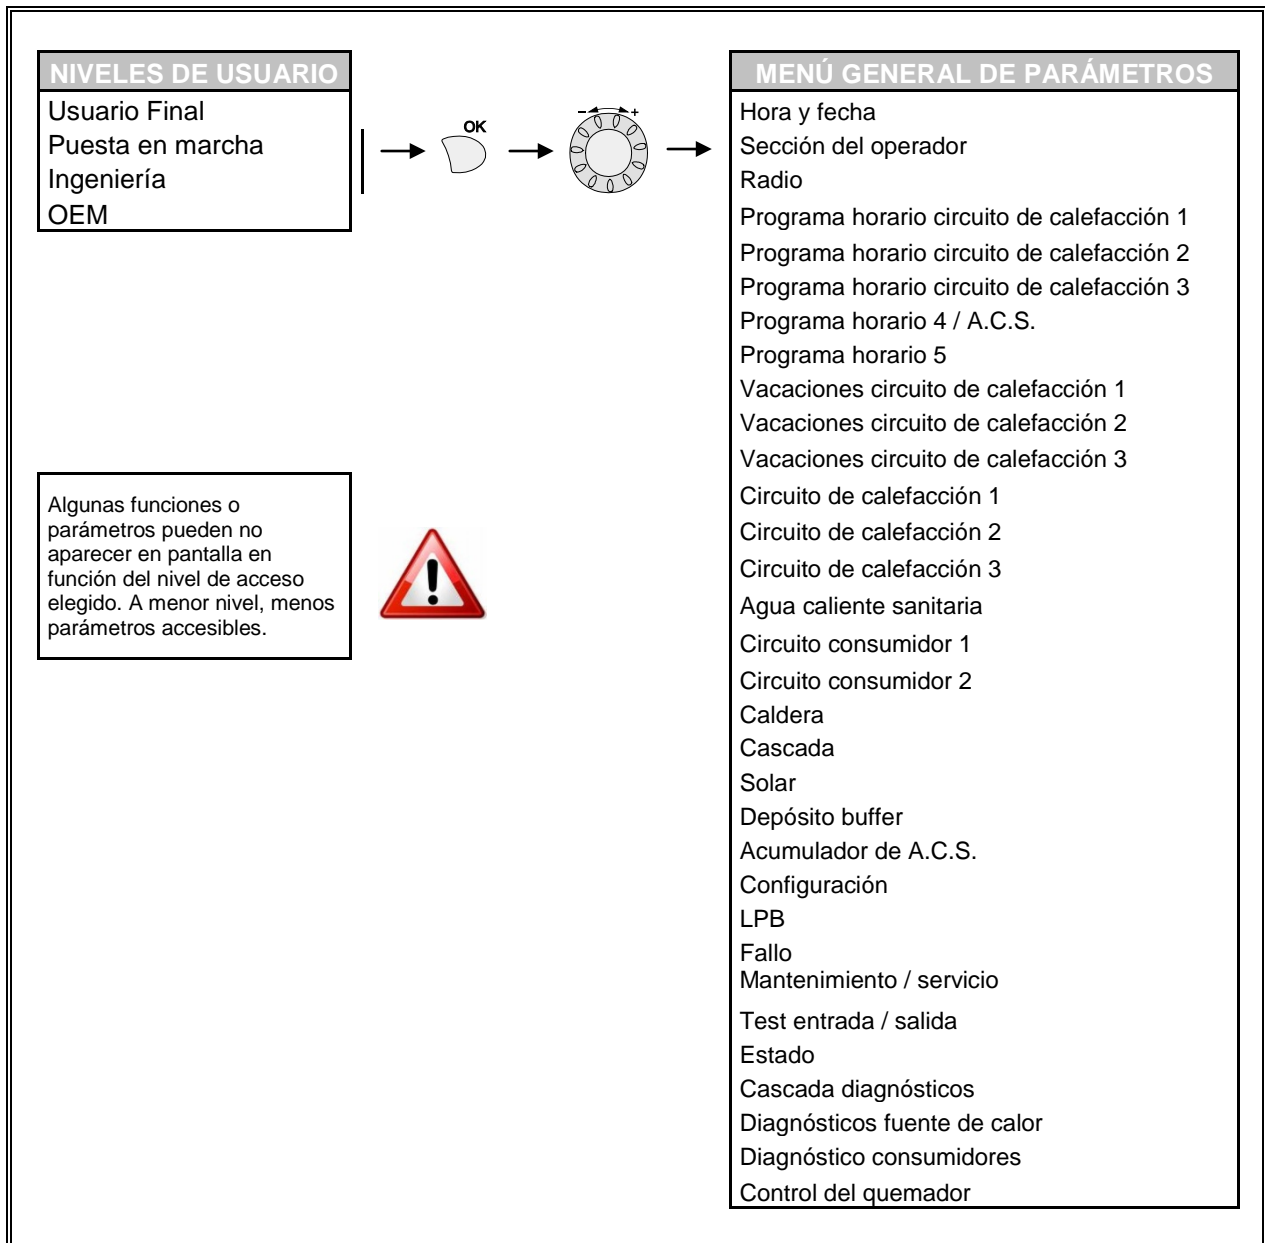 NIVELES DE USUARIO
Usuario Final
Puesta en marcha
Ingeniería
OEM
OK
- +
Algunas funciones o
parámetros pueden no
aparecer en pantalla en
función del nivel de acceso
elegido. A menor nivel, menos
parámetros accesibles.
!
MENÚ GENERAL DE PARÁMETROS
Hora y fecha
Sección del operador
Radio
Programa horario circuito de calefacción 1
Programa horario circuito de calefacción 2
Programa horario circuito de calefacción 3
Programa horario 4 / A.C.S.
Programa horario 5
Vacaciones circuito de calefacción 1
Vacaciones circuito de calefacción 2
Vacaciones circuito de calefacción 3
Circuito de calefacción 1
Circuito de calefacción 2
Circuito de calefacción 3
Agua caliente sanitaria
Circuito consumidor 1
Circuito consumidor 2
Caldera
Cascada
Solar
Depósito buffer
Acumulador de A.C.S.
Configuración
LPB
Fallo
Mantenimiento / servicio
Test entrada / salida
Estado
Cascada diagnósticos
Diagnósticos fuente de calor
Diagnóstico consumidores
Control del quemador